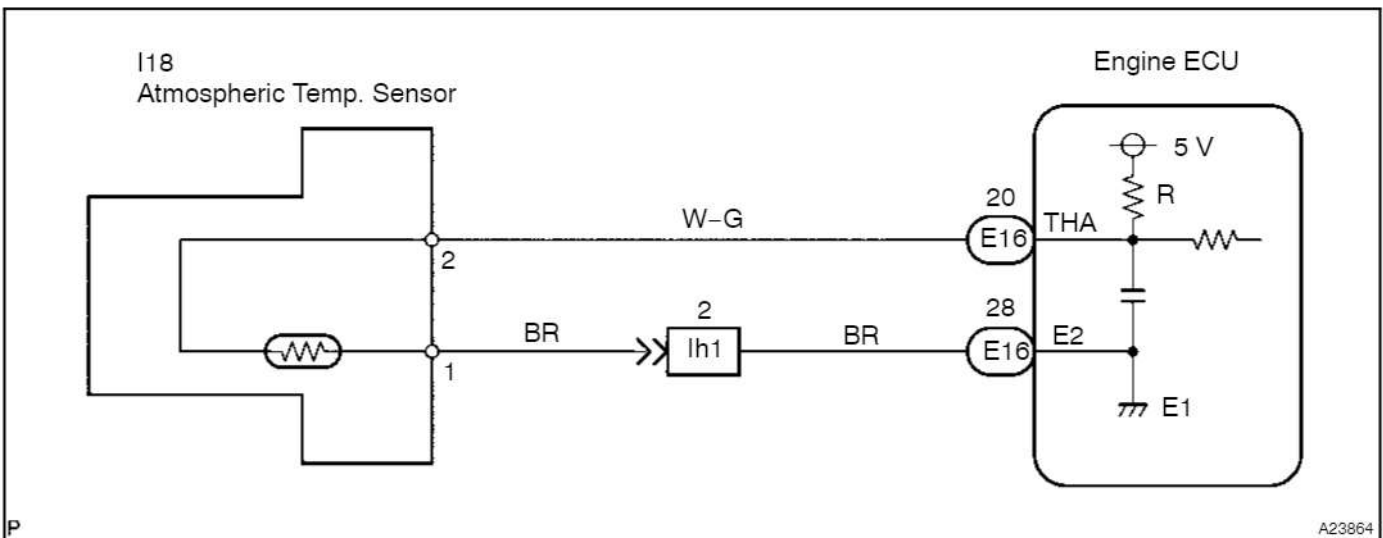 I18
Atmospheric Temp. Sensor
Engine ECU
5 V
R
20
W–G
E16
THA
2
2
28
BR
Ih1
BR
E16
E2
1
E1
P
A23864